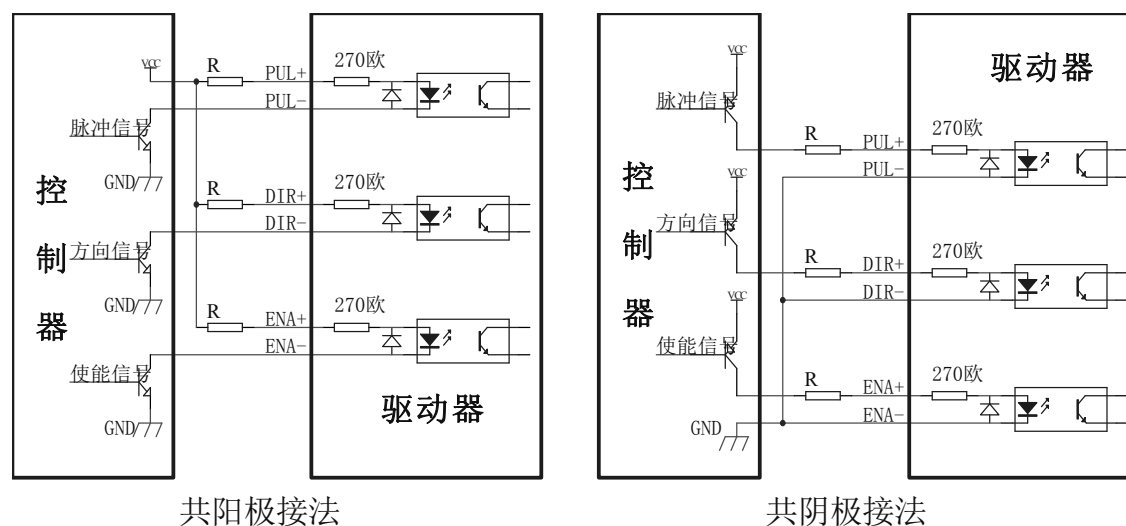 VCC
R
PUL+
270欧
PUL-
脉冲信号
GND
R
DIR+
270欧
DIR-
方向信号
GND
R
ENA+
270欧
ENA-
使能信号
GND
控制器
驱动器
共阳极接法
VCC
驱动器
脉冲信号
R
PUL+
270欧
PUL-
VCC
方向信号
R
DIR+
270欧
DIR-
VCC
使能信号
R
ENA+
270欧
ENA-
GND
控制器
共阴极接法